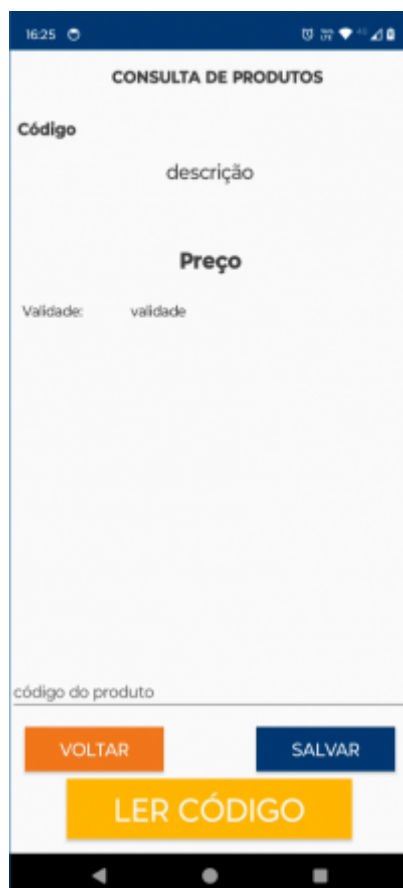 16:25
CONSULTA DE PRODUTOS
Código
descrição
Preço
Validade: validade
código do produto
VOLTAR SALVAR
LER CÓDIGO